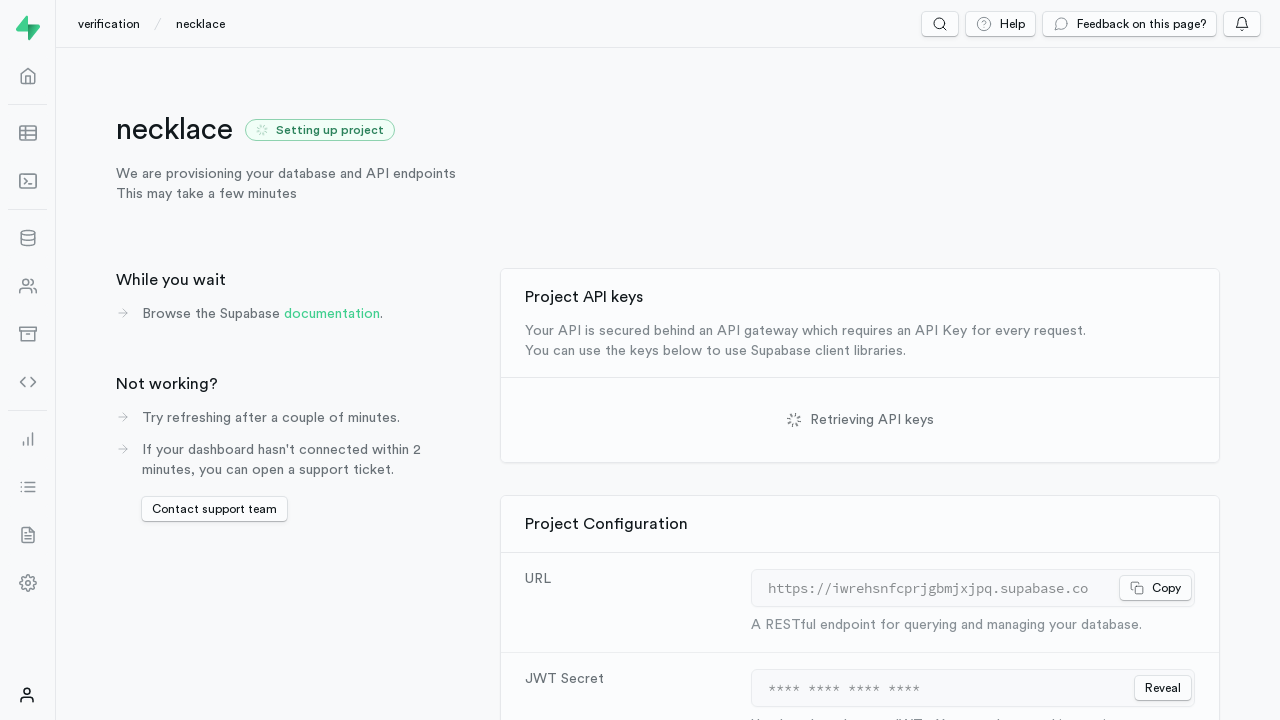 verification / necklace
Help
Feedback on this page?
necklace
Setting up project
We are provisioning your database and API endpoints
This may take a few minutes
While you wait
Browse the Supabase documentation.
Not working?
Try refreshing after a couple of minutes.
If your dashboard hasn't connected within 2
minutes, you can open a support ticket.
Contact support team
Project API keys
Your API is secured behind an API gateway which requires an API Key for every request.
You can use the keys below to use Supabase client libraries.
Retrieving API keys
Project Configuration
URL
https://iwrehsnfcprjgbmjxjpq.supabase.co
Copy
A RESTful endpoint for querying and managing your database.
JWT Secret
**** **** **** ****
Reveal